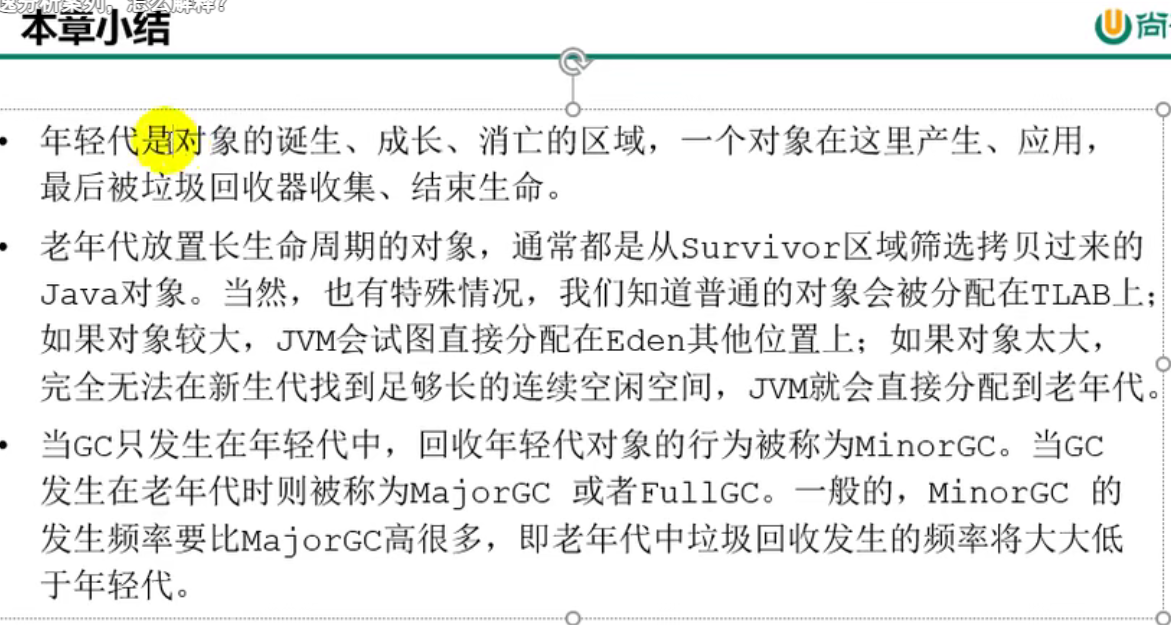 分析案列，怎么解释？
本章小结
尚
• 年轻代是对象的诞生、成长、消亡的区域，一个对象在这里产生、应用，
最后被垃圾回收器收集、结束生命。
• 老年代放置长生命周期的对象，通常都是从Survivor区域筛选拷贝过来的
Java对象。当然，也有特殊情况，我们知道普通的对象会被分配在TLAB上；
如果对象较大，JVM会试图直接分配在Eden其他位置上；如果对象太大，
完全无法在新生代找到足够长的连续空闲空间，JVM就会直接分配到老年代。
• 当GC只发生在年轻代中，回收年轻代对象的行为被称为MinorGC。当GC
发生在老年代时则被称为MajorGC 或者FullGC。一般的，MinorGC 的
发生频率要比MajorGC高很多，即老年代中垃圾回收发生的频率将大大低
于年轻代。